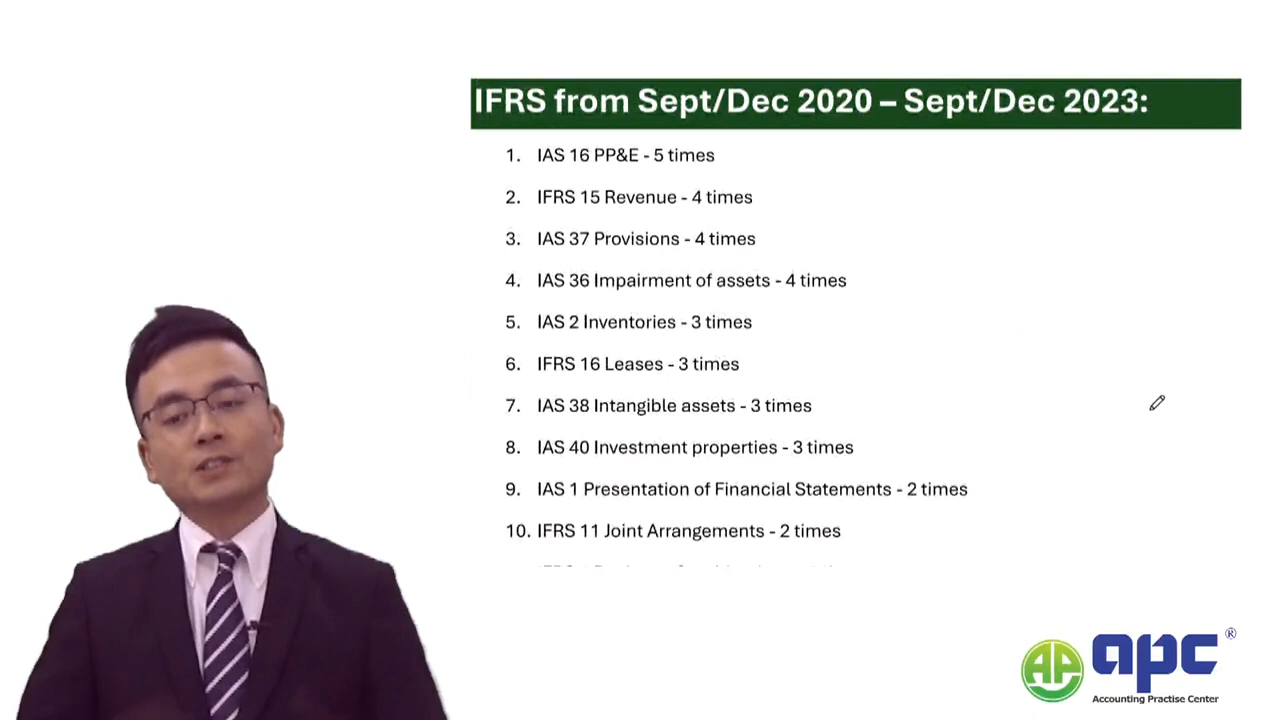 IFRS from Sept/Dec 2020 – Sept/Dec 2023:
1. IAS 16 PP&E - 5 times
2. IFRS 15 Revenue - 4 times
3. IAS 37 Provisions - 4 times
4. IAS 36 Impairment of assets - 4 times
5. IAS 2 Inventories - 3 times
6. IFRS 16 Leases - 3 times
7. IAS 38 Intangible assets - 3 times
8. IAS 40 Investment properties - 3 times
9. IAS 1 Presentation of Financial Statements - 2 times
10. IFRS 11 Joint Arrangements - 2 times
AP apc ®
Accounting Practise Center